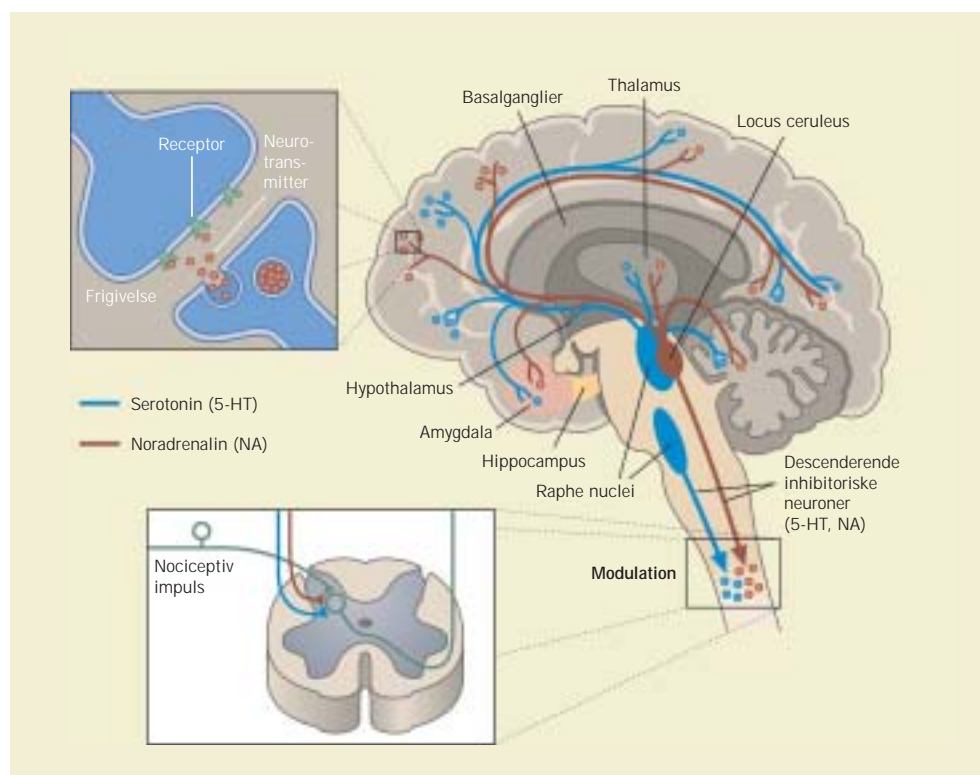 Thalamus
Basalganglier
Locus ceruleus
Receptor
Neuro-
trans-
mitter
Frigivelse
Hypothalamus
Serotonin (5-HT)
Amygdala
Noradrenalin (NA)
Hippocampus
Raphe nuclei
Descenderende
inhibitoriske
neuroner
(5-HT, NA)
Nociceptiv
impuls
Modulation